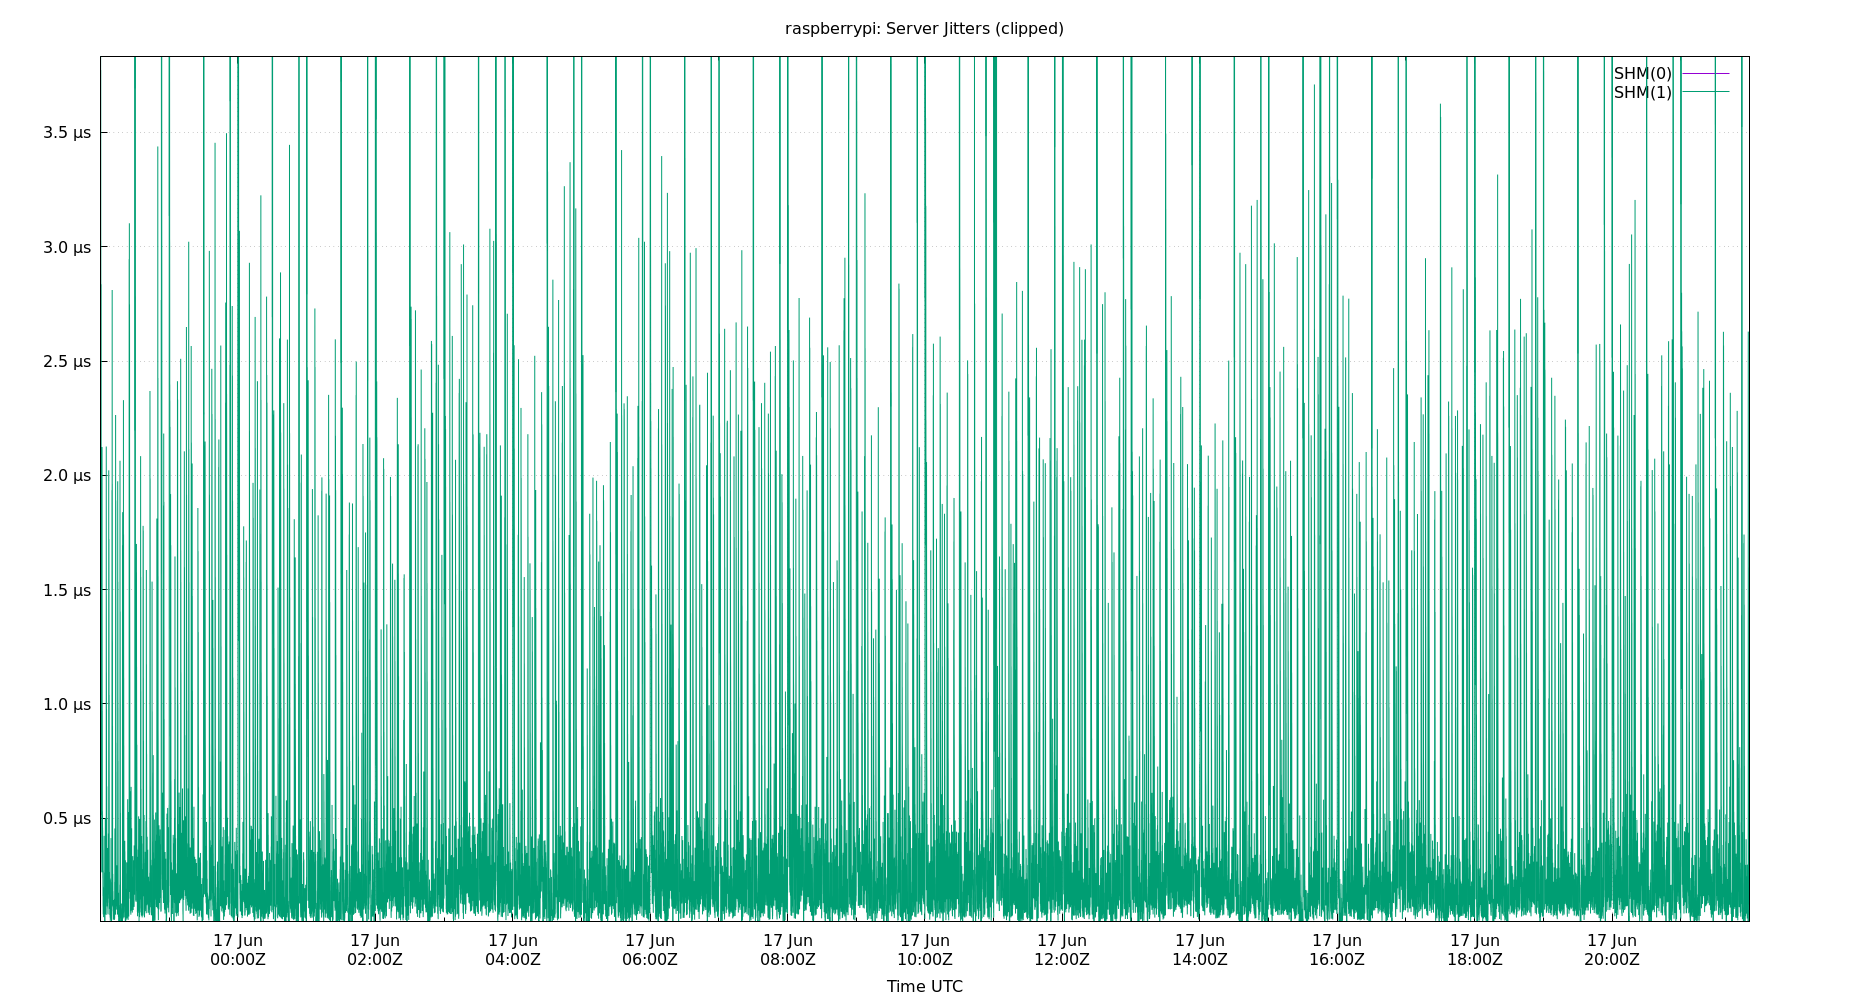 raspberrypi: Server Jitters (clipped)
SHM(0)
SHM(1)
3.5 µs
3.0 µs
2.5 µs
2.0 µs
1.5 µs
1.0 µs
0.5 µs
17 Jun 17 Jun 17 Jun 17 Jun 17 Jun 17 Jun 17 Jun 17 Jun 17 Jun 17 Jun 17 Jun
00:00Z 02:00Z 04:00Z 06:00Z 08:00Z 10:00Z 12:00Z 14:00Z 16:00Z 18:00Z 20:00Z
Time UTC